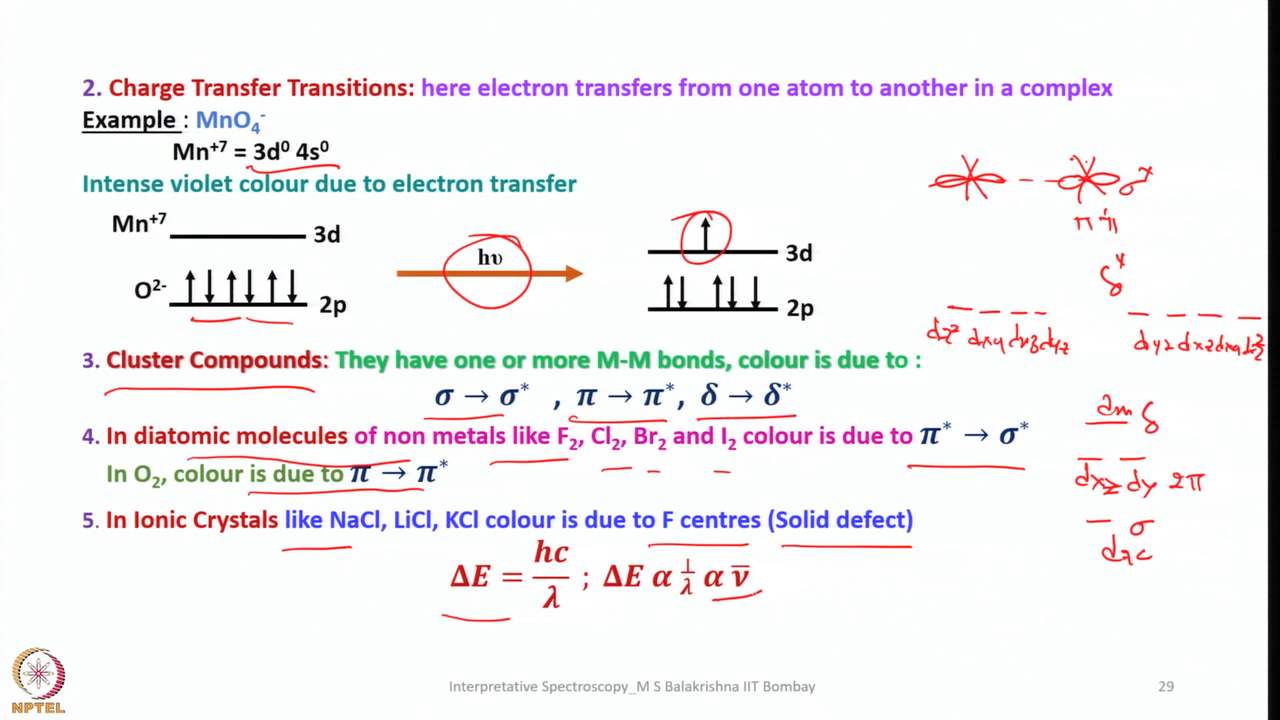 2. Charge Transfer Transitions: here electron transfers from one atom to another in a complex
Example : MnO₄⁻
Mn⁺⁷ = 3d⁰ 4s⁰
Intense violet colour due to electron transfer
Mn⁺⁷ 3d
O²⁻ 2p
hυ
3d
2p
3. Cluster Compounds: They have one or more M-M bonds, colour is due to :
σ → σ* , π → π*, δ → δ*
4. In diatomic molecules of non metals like F₂, Cl₂, Br₂ and I₂ colour is due to π* → σ*
In O₂, colour is due to π → π*
5. In Ionic Crystals like NaCl, LiCl, KCl colour is due to F centres (Solid defect)
ΔE = hc/λ ; ΔE α 1/λ α ν̅
δ
2π
σ
Interpretative Spectroscopy_M S Balakrishna IIT Bombay
29
NPTEL